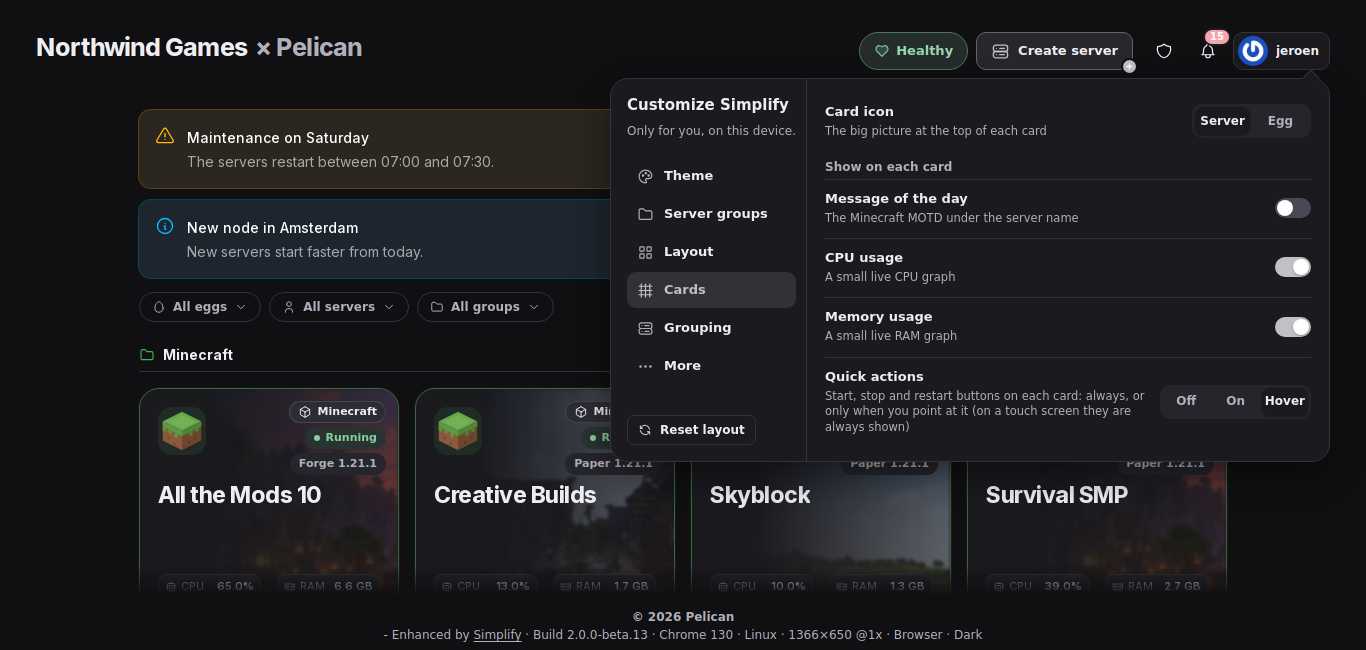 Northwind Games × Pelican
Healthy
Create server
15
jeroen
Maintenance on Saturday
The servers restart between 07:00 and 07:30.
New node in Amsterdam
New servers start faster from today.
All eggs
All servers
All groups
Minecraft
Customize Simplify
Only for you, on this device.
Theme
Server groups
Layout
Cards
Grouping
More
Reset layout
Card icon
The big picture at the top of each card
Server
Egg
Show on each card
Message of the day
The Minecraft MOTD under the server name
CPU usage
A small live CPU graph
Memory usage
A small live RAM graph
Quick actions
Start, stop and restart buttons on each card: always, or
only when you point at it (on a touch screen they are
always shown)
Off
On
Hover
Minecraft
Running
Forge 1.21.1
All the Mods 10
CPU 65.0%
RAM 6.6 GB
Paper 1.21.1
Creative Builds
CPU 13.0%
RAM 1.7 GB
Paper 1.21.1
Skyblock
CPU 10.0%
RAM 1.3 GB
Paper 1.21.1
Survival SMP
CPU 39.0%
RAM 2.7 GB
© 2026 Pelican
- Enhanced by Simplify · Build 2.0.0-beta.13 · Chrome 130 · Linux · 1366×650 @1x · Browser · Dark